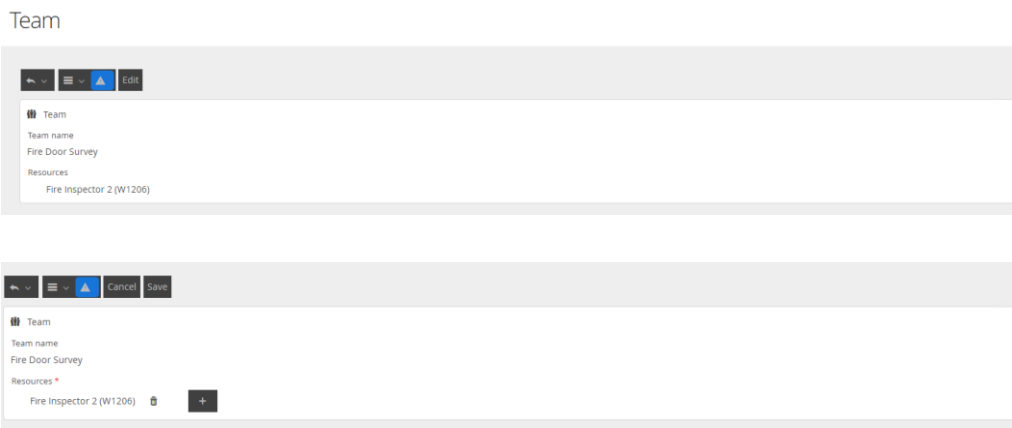 Team
Edit
Team
Team name
Fire Door Survey
Resources
Fire Inspector 2 (W1206)
Cancel Save
Team
Team name
Fire Door Survey
Resources *
Fire Inspector 2 (W1206) +